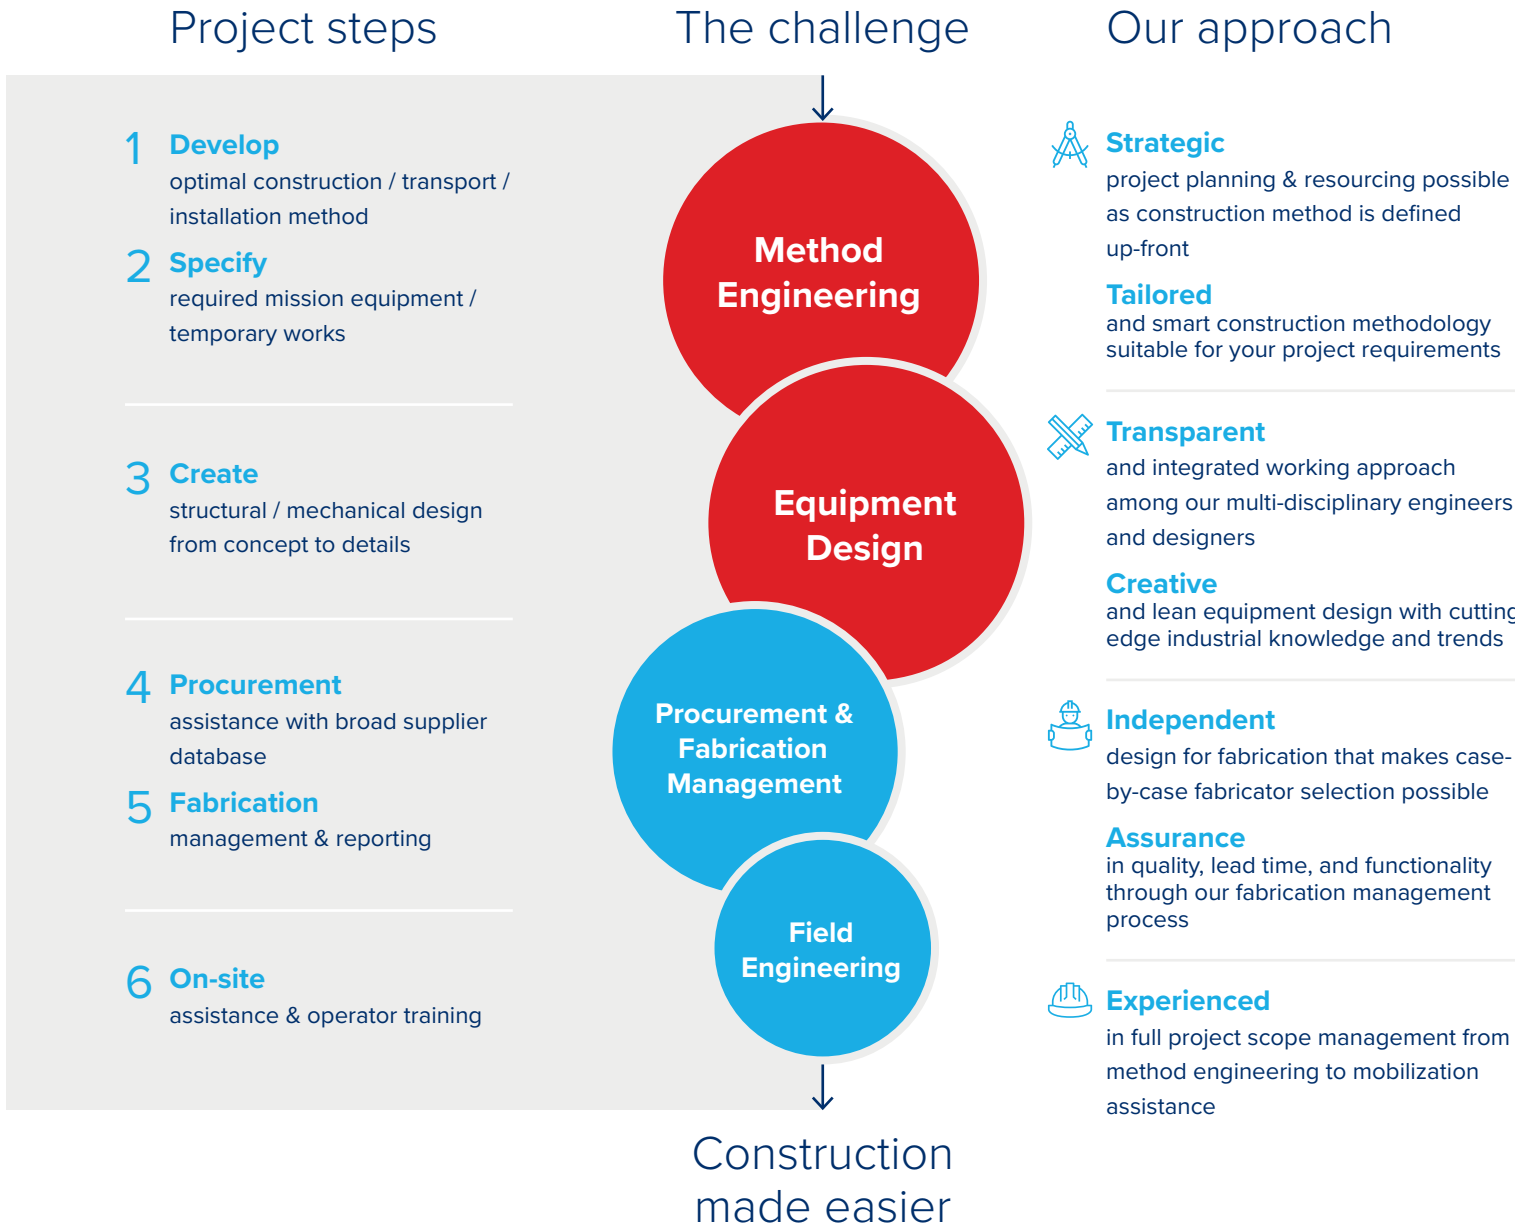 Project steps
The challenge
Our approach
1 Develop
optimal construction / transport /
installation method
2 Specify
required mission equipment /
temporary works
3 Create
structural / mechanical design
from concept to details
4 Procurement
assistance with broad supplier
database
5 Fabrication
management & reporting
6 On-site
assistance & operator training
Method
Engineering
Equipment
Design
Procurement &
Fabrication
Management
Field
Engineering
Construction
made easier
Strategic
project planning & resourcing possible
as construction method is defined
up-front
Tailored
and smart construction methodology
suitable for your project requirements
Transparent
and integrated working approach
among our multi-disciplinary engineers
and designers
Creative
and lean equipment design with cutting
edge industrial knowledge and trends
Independent
design for fabrication that makes case-
by-case fabricator selection possible
Assurance
in quality, lead time, and functionality
through our fabrication management
process
Experienced
in full project scope management from
method engineering to mobilization
assistance